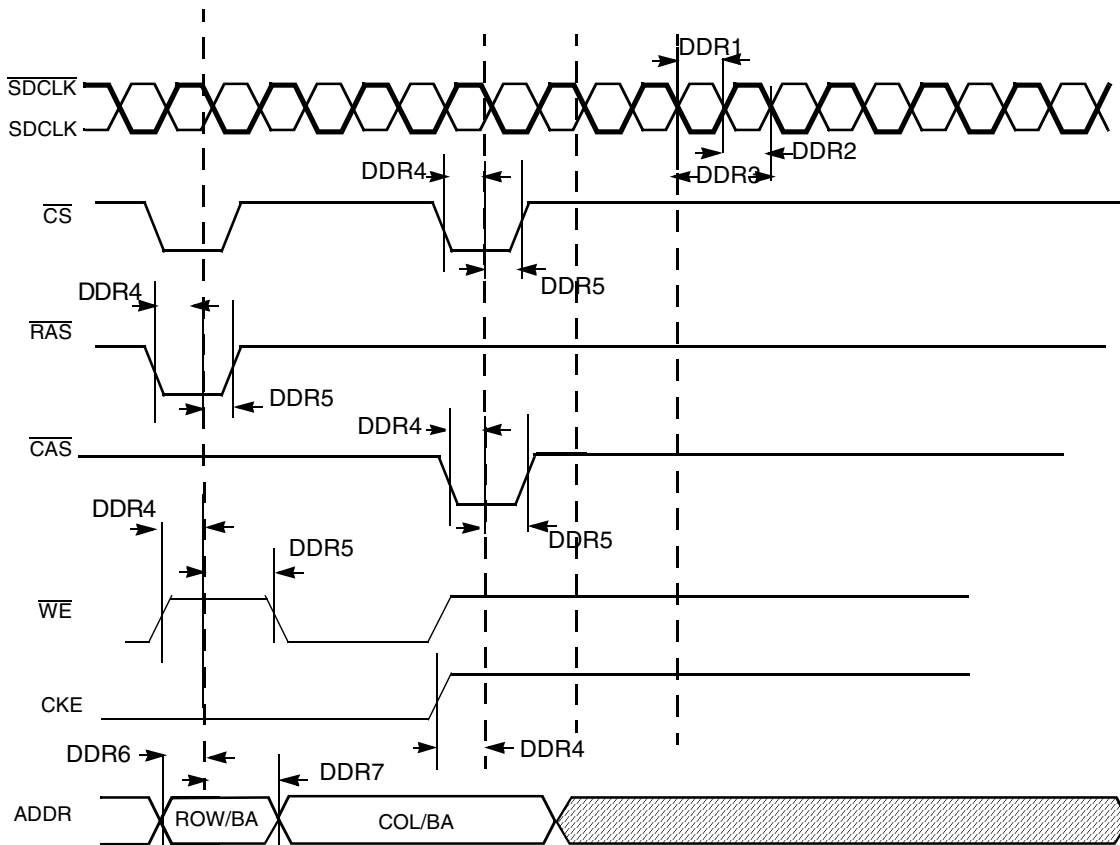 DDR1
SDCLK
SDCLK
DDR2
DDR4
DDR3
CS
DDR5
DDR4
RAS
DDR5
DDR4
CAS
DDR4
DDR5
DDR5
WE
CKE
DDR6
DDR4
DDR7
ADDR
ROW/BA
COL/BA